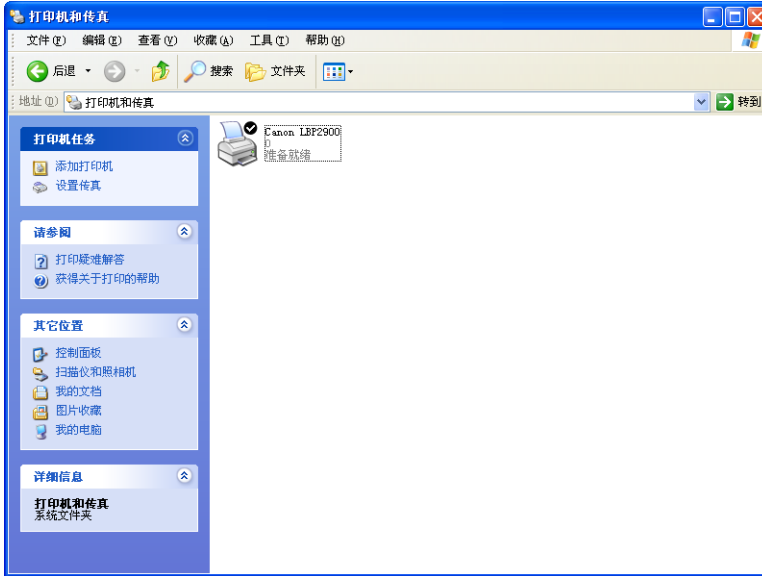 打印机和传真
文件(F) 编辑(E) 查看(V) 收藏(A) 工具(T) 帮助(H)
后退 搜索 文件夹
地址(D) 打印机和传真 转到
打印机任务
添加打印机
设置传真
请参阅
打印疑难解答
获得关于打印的帮助
其它位置
控制面板
扫描仪和照相机
我的文档
图片收藏
我的电脑
详细信息
打印机和传真
系统文件夹
Canon LBP2900
0
准备就绪